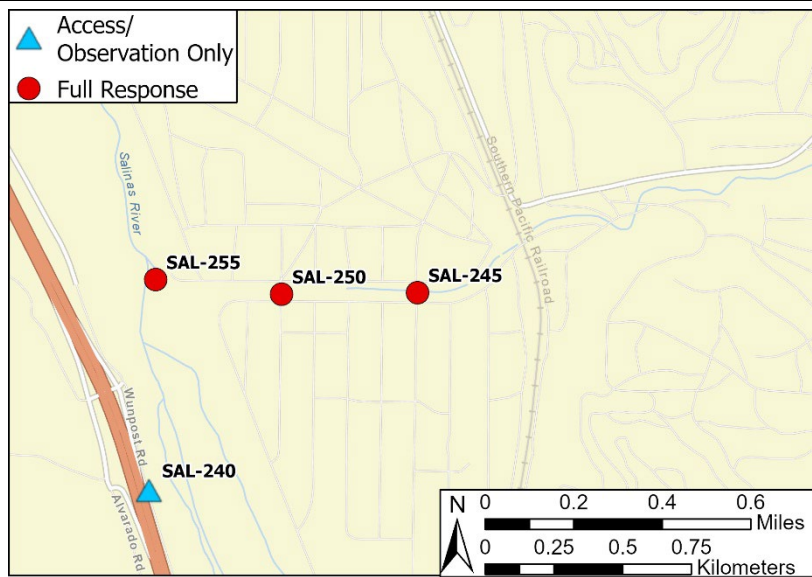 Access/
Observation Only
Full Response
Salinas River
Southern Pacific Railroad
SAL-255
SAL-250
SAL-245
Wunpost Rd
SAL-240
Alvarado Rd
N
0 0.2 0.4 0.6
Miles
0 0.25 0.5 0.75
Kilometers